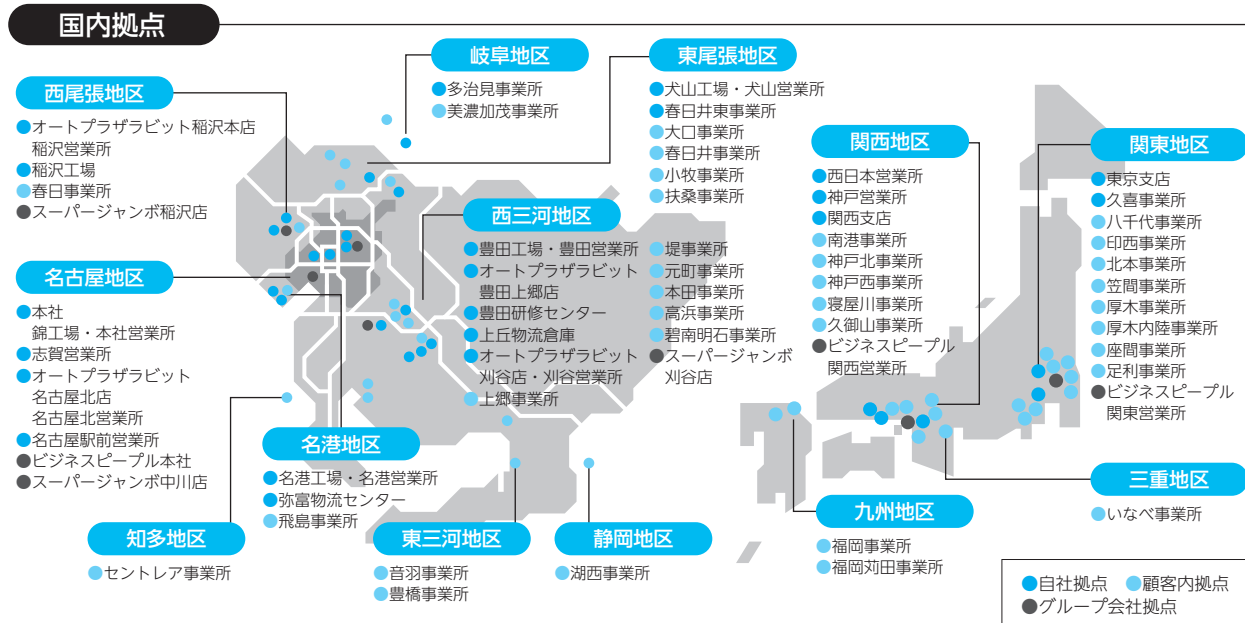 国内拠点
西尾張地区
●オートプラザラビット稲沢本店
稲沢営業所
●稲沢工場
●春日事業所
●スーパージャンボ稲沢店
岐阜地区
●多治見事業所
●美濃加茂事業所
東尾張地区
●犬山工場・犬山営業所
●春日井東事業所
●大口事業所
●春日井事業所
●小牧事業所
●扶桑事業所
関西地区
●西日本営業所
●神戸営業所
●関西支店
●南港事業所
●神戸北事業所
●神戸西事業所
●寝屋川事業所
●久御山事業所
●ビジネスピープル
関西営業所
関東地区
●東京支店
●久喜事業所
●八千代事業所
●印西事業所
●北本事業所
●笠間事業所
●厚木事業所
●厚木内陸事業所
●座間事業所
●足利事業所
●ビジネスピープル
関東営業所
西三河地区
●豊田工場・豊田営業所
●オートプラザラビット
豊田上郷店
●豊田研修センター
●上丘物流倉庫
●オートプラザラビット
刈谷店・刈谷営業所
●上郷事業所
●堤事業所
●元町事業所
●本田事業所
●高浜事業所
●碧南明石事業所
●スーパージャンボ
刈谷店
名古屋地区
●本社
錦工場・本社営業所
●志賀営業所
●オートプラザラビット
名古屋北店
名古屋北営業所
●名古屋駅前営業所
●ビジネスピープル本社
●スーパージャンボ中川店
名港地区
●名港工場・名港営業所
●弥富物流センター
●飛島事業所
知多地区
●セントレア事業所
東三河地区
●音羽事業所
●豊橋事業所
静岡地区
●湖西事業所
九州地区
●福岡事業所
●福岡苅田事業所
三重地区
●いなべ事業所
●自社拠点 ●顧客内拠点
●グループ会社拠点